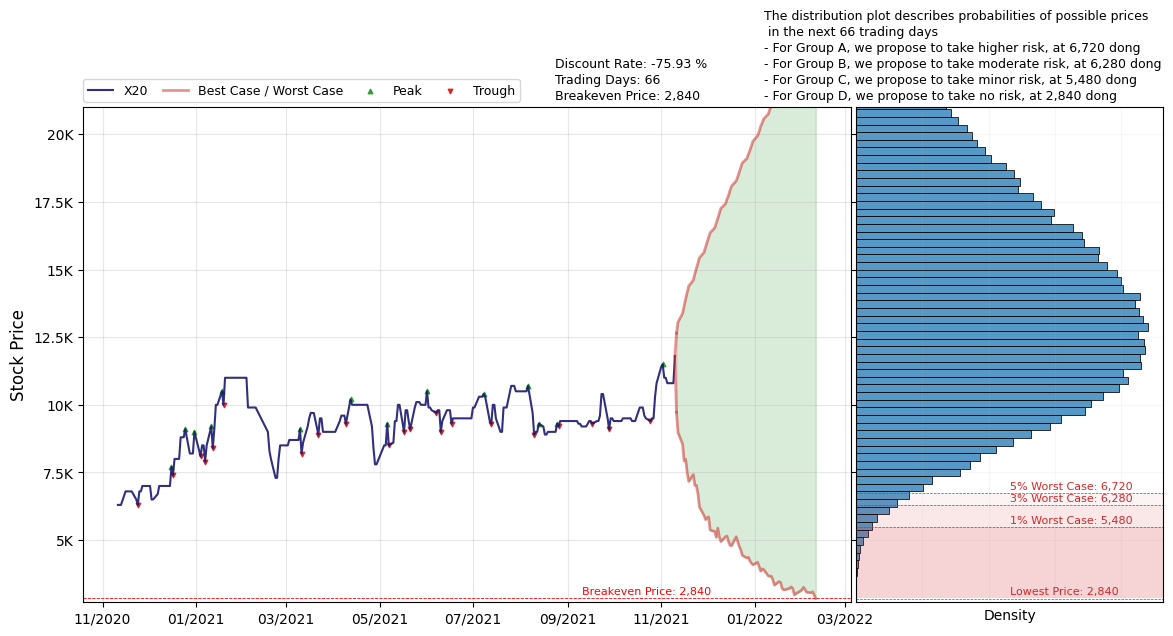 The distribution plot describes probabilities of possible prices
in the next 66 trading days
- For Group A, we propose to take higher risk, at 6,720 dong
- For Group B, we propose to take moderate risk, at 6,280 dong
- For Group C, we propose to take minor risk, at 5,480 dong
- For Group D, we propose to take no risk, at 2,840 dong
Discount Rate: -75.93 %
Trading Days: 66
Breakeven Price: 2,840
X20
Best Case / Worst Case
Peak
Trough
Stock Price
20K
17.5K
15K
12.5K
10K
7.5K
5K
Breakeven Price: 2,840
11/2020
01/2021
03/2021
05/2021
07/2021
09/2021
11/2021
01/2022
03/2022
5% Worst Case: 6,720
3% Worst Case: 6,280
1% Worst Case: 5,480
Lowest Price: 2,840
Density